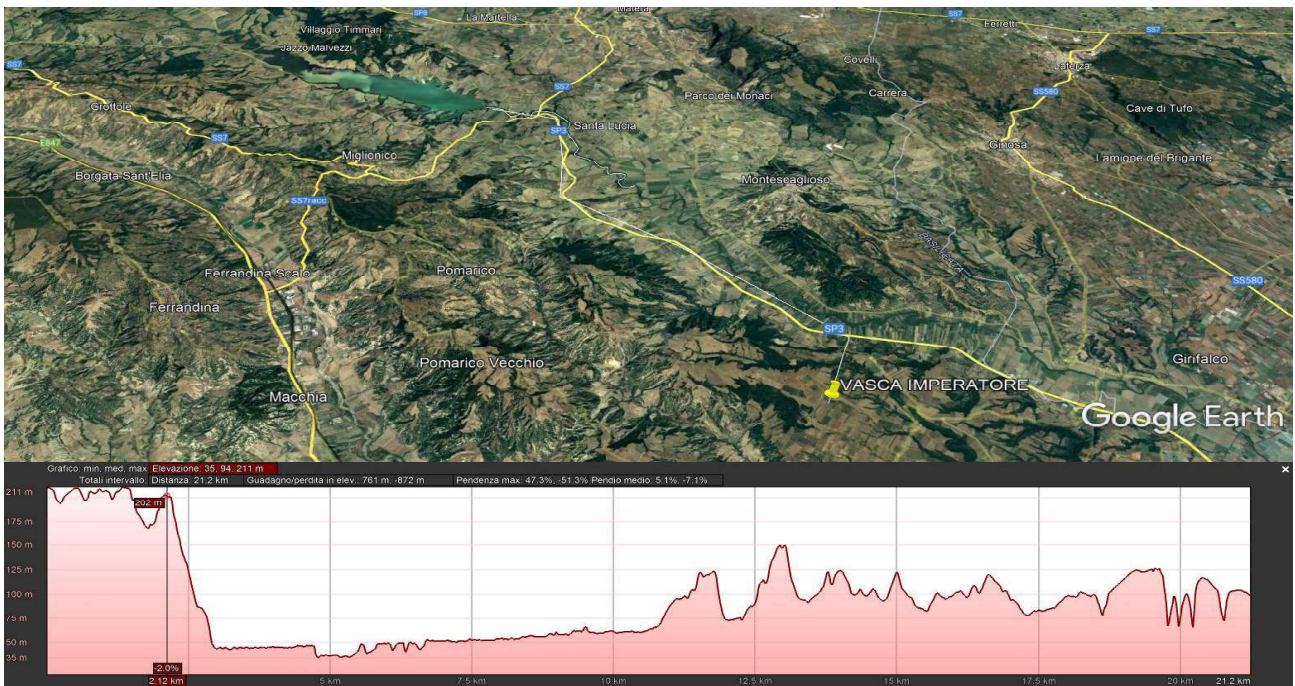 SP8
La Martella
Matera
SS7
Ferretti
SS7
Villaggio Timmari
Jazzo Malvezzi
Covelli
Laterza
SS7
Grottole
SS7
Parco dei Monaci
Carrera
SS580
Cave di Tufo
E847
SS7
Miglionico
SP3
Santa Lucia
Ginosa
Lamione del Brigante
Borgata Sant'Elia
SS7racc
Montescaglioso
Ferrandina Scalo
Pomarico
SS580
Ferrandina
SP3
Pomarico Vecchio
Girifalco
Macchia
VASCA IMPERATORE
Google Earth
Grafico: min, med, max Elevazione: 35, 94, 211 m
Totali intervallo: Distanza: 21.2 km Guadagno/perdita in elev.: 761 m, -872 m Pendenza max: 47.3%, -51.3% Pendio medio: 5.1%, -7.1%
211 m
202 m
175 m
150 m
125 m
100 m
75 m
50 m
35 m
-2.0%
2.12 km 5 km 7.5 km 10 km 12.5 km 15 km 17.5 km 20 km 21.2 km